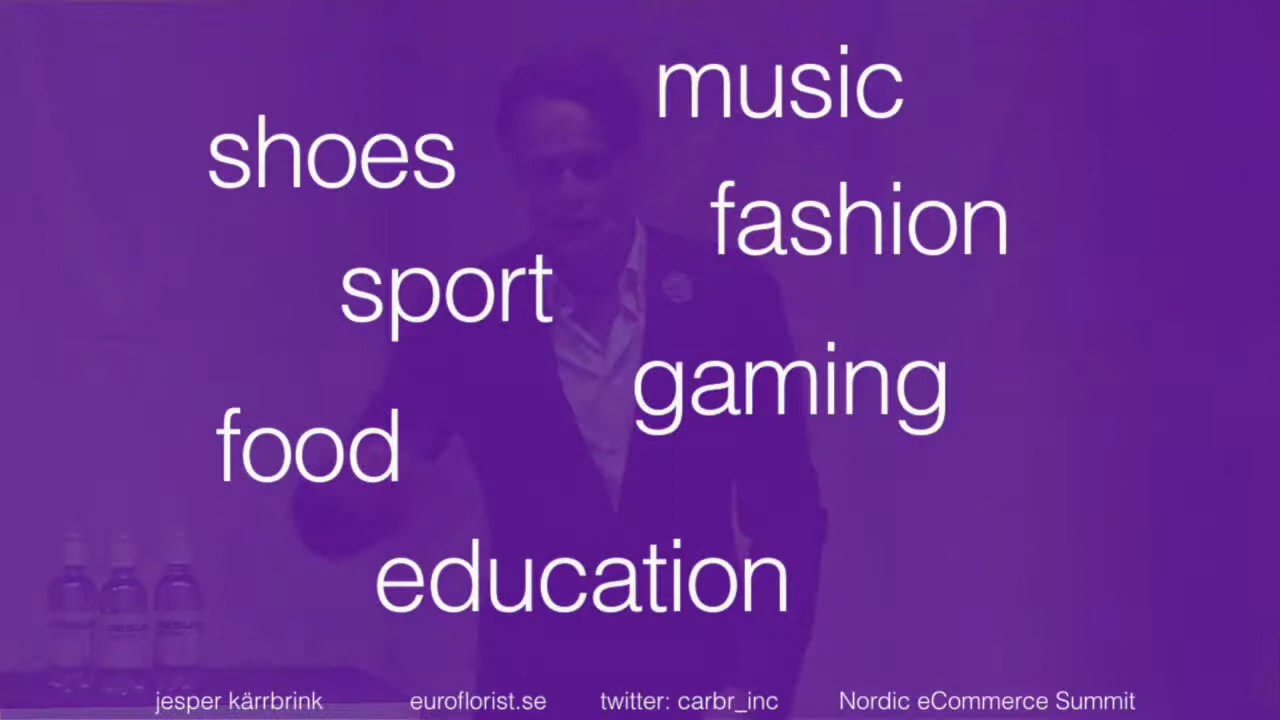 music
shoes
fashion
sport
gaming
food
education
jesper kärrbrink euroflorist.se twitter: carbr_inc Nordic eCommerce Summit